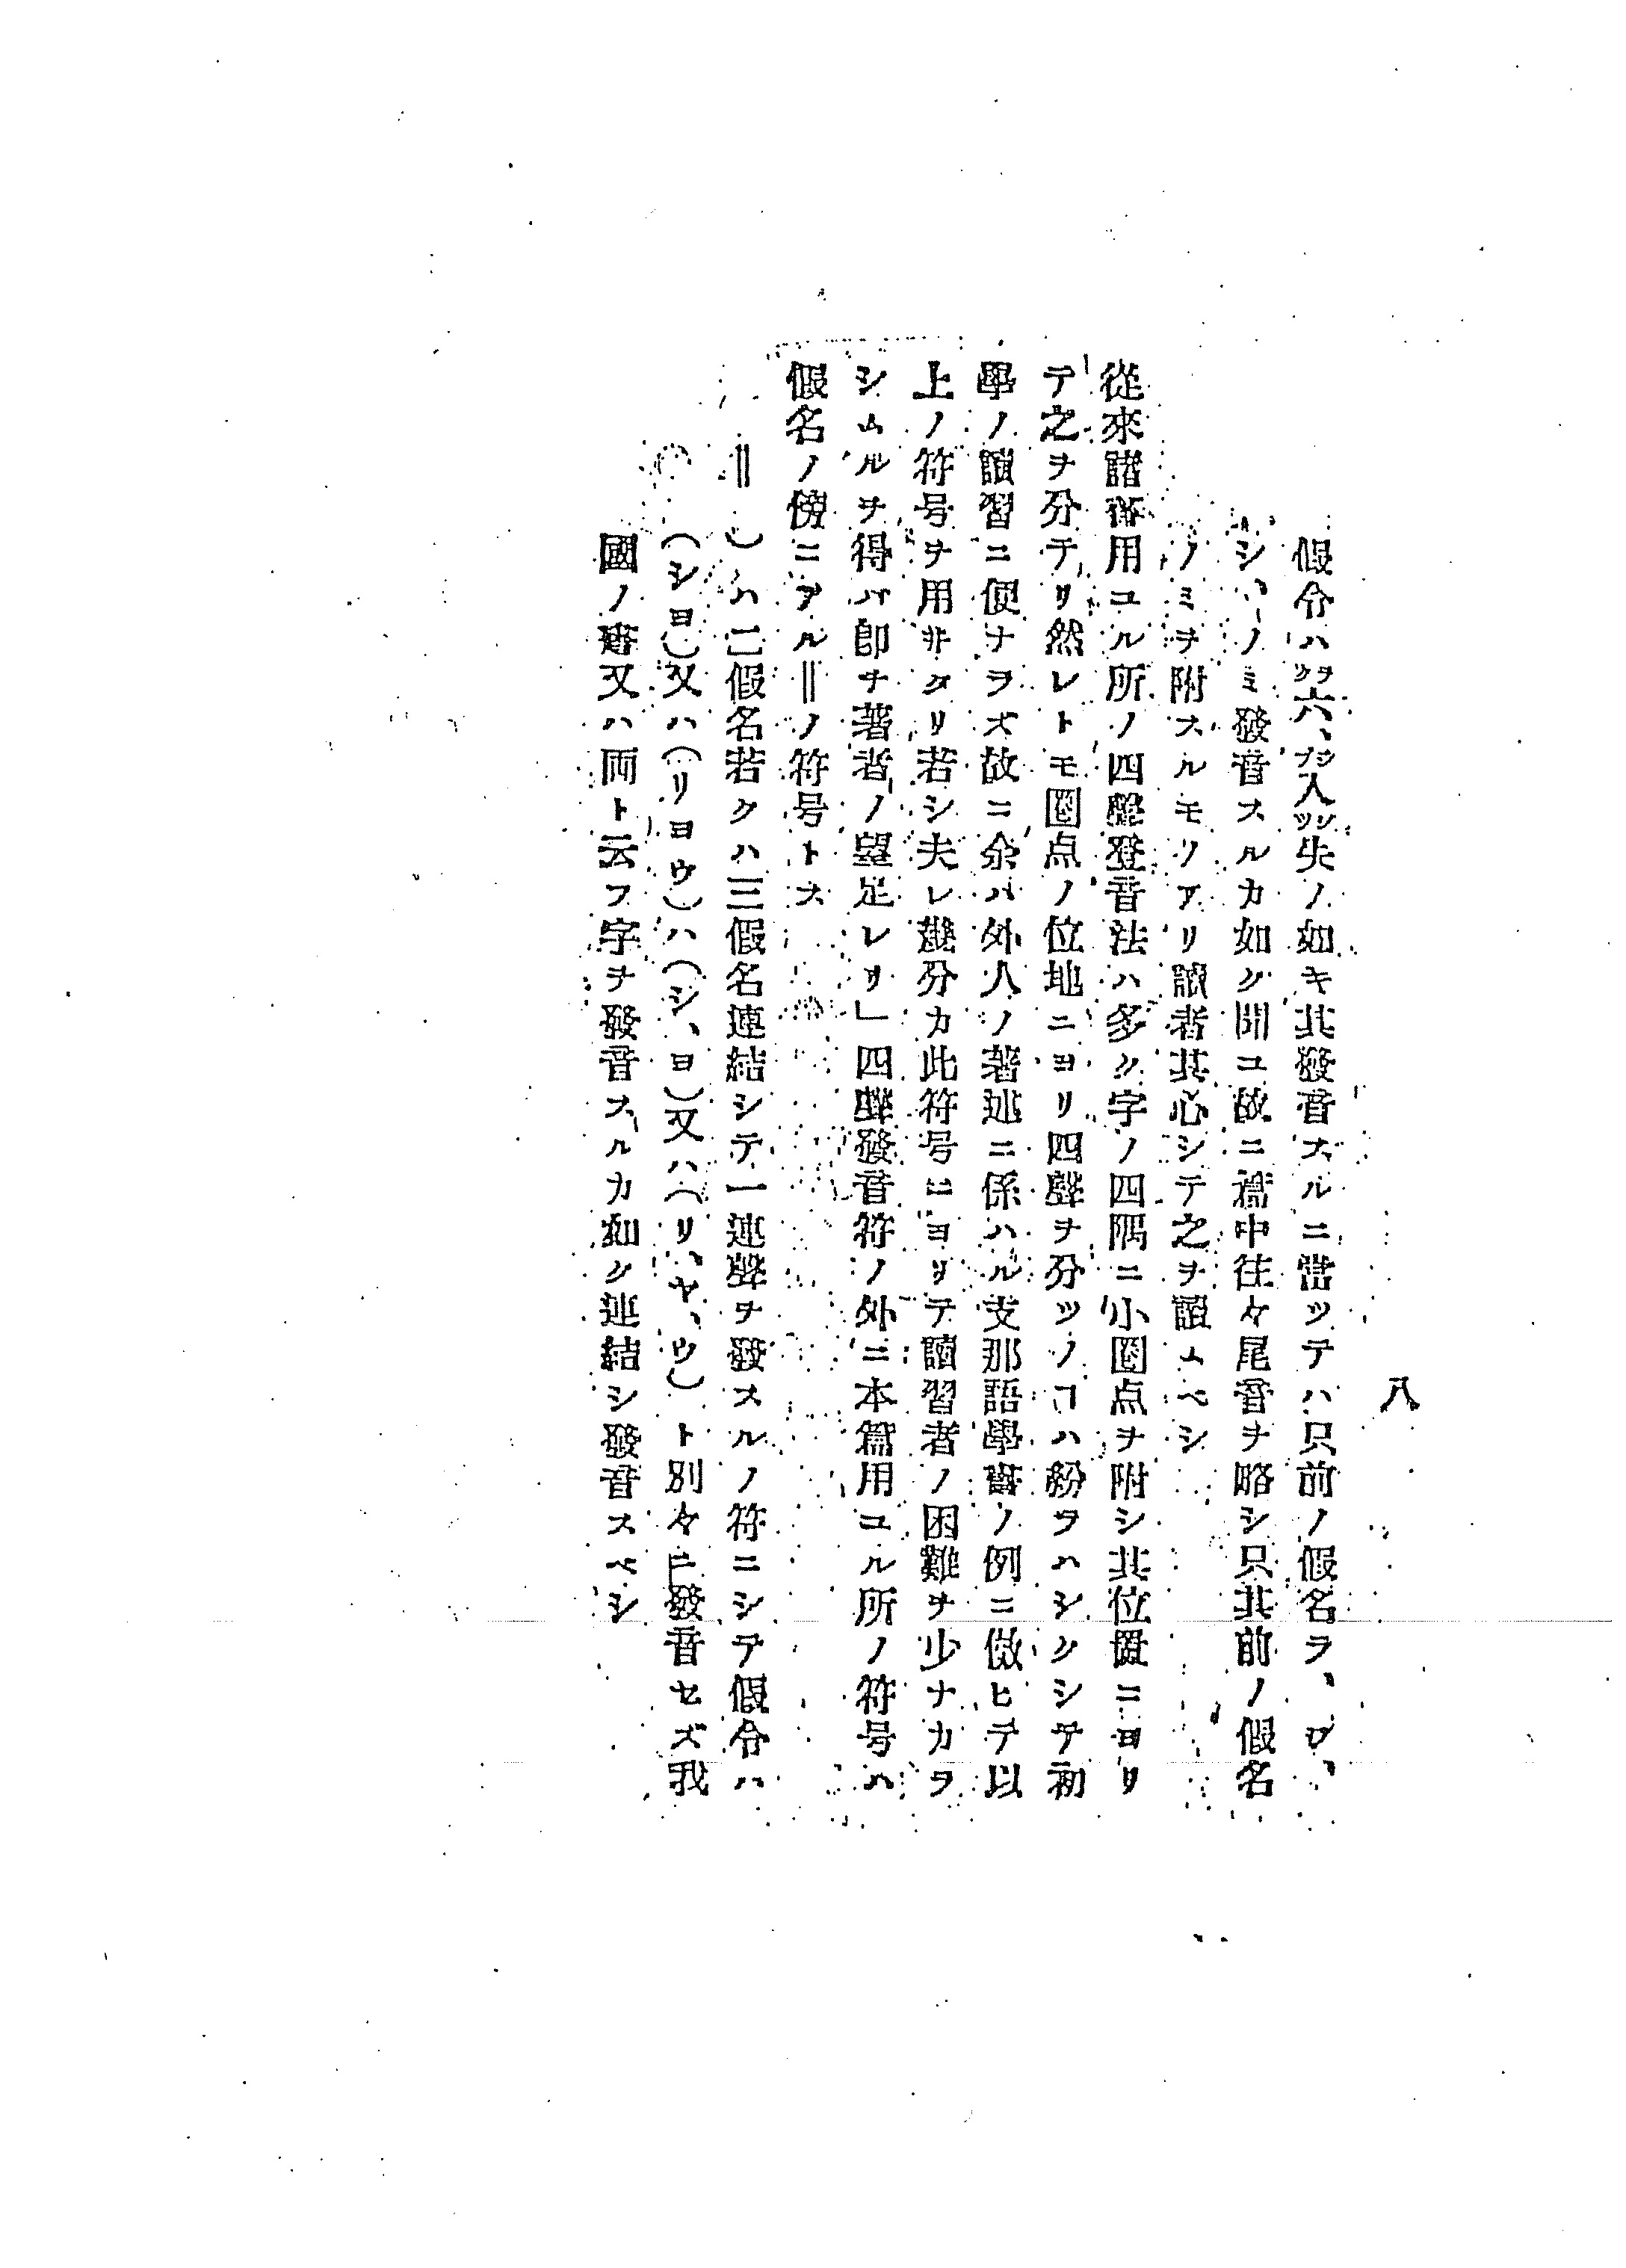 八
假令ハ六、入、失ノ如キ其發音スルニ當ツテハ只前ノ假名ラ、ロ、
シ、ノミ發音スルカ如ク聞ユ故ニ篇中往々尾音ヲ略シ只其前ノ假名
ノミヲ附スルモノアリ讀者其心シテ之ヲ讀ムベシ
從來諸書用ユル所ノ四聲發音法ハ多ク字ノ四隅ニ小圈点ヲ附シ其位置ニヨリ
テ之ヲ分テリ然レトモ圈点ノ位地ニヨリ四聲ヲ分ツノヿハ紛ラハシクシテ初
學ノ讀習ニ便ナラズ故ニ余ハ外人ノ著述ニ係ハル支那語學書ノ例ニ傚ヒテ以
上ノ符号ヲ用井タリ若シ夫レ幾分カ此符号ニヨリテ讀習者ノ困難ヲ少ナカラ
シムルヲ得バ即チ著者ノ望足レリ」四聲發音符ノ外ニ本篇用ユル所ノ符号ハ
假名ノ傍ニアル‖ノ符号トス
‖)ハ二假名若クハ三假名連結シテ一連聲ヲ發スルノ符ニシテ假令ハ
(シヨ)又ハ(リヨウ)ハ(シ、ヨ)又ハ(リ、ヤ、ウ)ト別々ニ發音セズ我
國ノ書又ハ両ト云フ字ヲ發音スルカ如ク連結シ發音スベシ